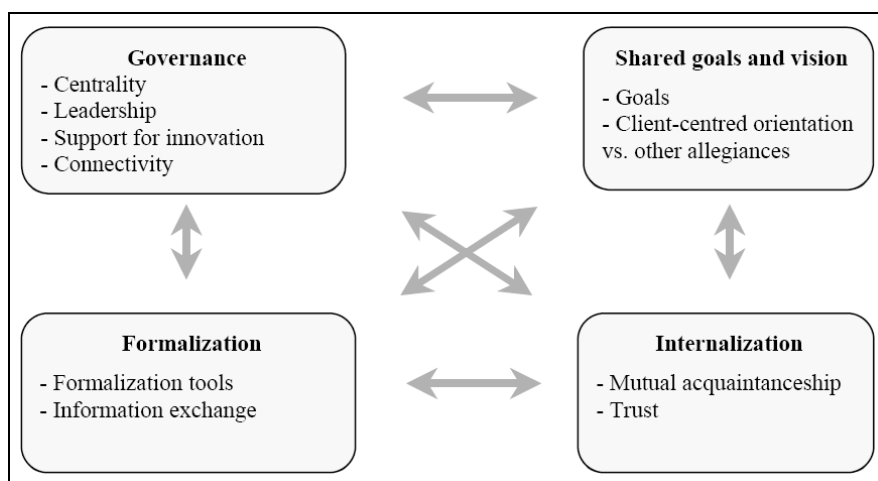 Governance
- Centrality
- Leadership
- Support for innovation
- Connectivity
Shared goals and vision
- Goals
- Client-centred orientation
vs. other allegiances
Formalization
- Formalization tools
- Information exchange
Internalization
- Mutual acquaintanceship
- Trust